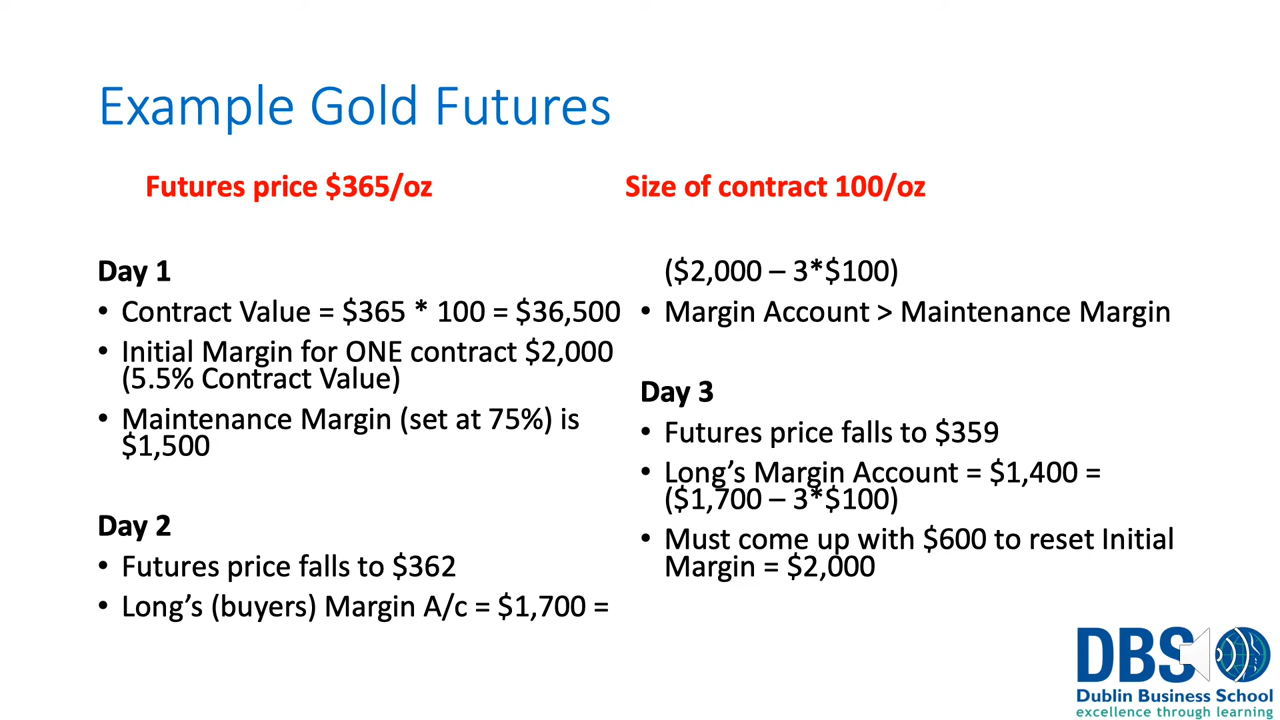 Example Gold Futures
Futures price $365/oz
Size of contract 100/oz
Day 1
• Contract Value = $365 * 100 = $36,500
• Initial Margin for ONE contract $2,000
(5.5% Contract Value)
• Maintenance Margin (set at 75%) is
$1,500
Day 2
• Futures price falls to $362
• Long’s (buyers) Margin A/c = $1,700 =
($2,000 – 3*$100)
• Margin Account > Maintenance Margin
Day 3
• Futures price falls to $359
• Long’s Margin Account = $1,400 =
($1,700 – 3*$100)
• Must come up with $600 to reset Initial
Margin = $2,000
DBS
Dublin Business School
excellence through learning